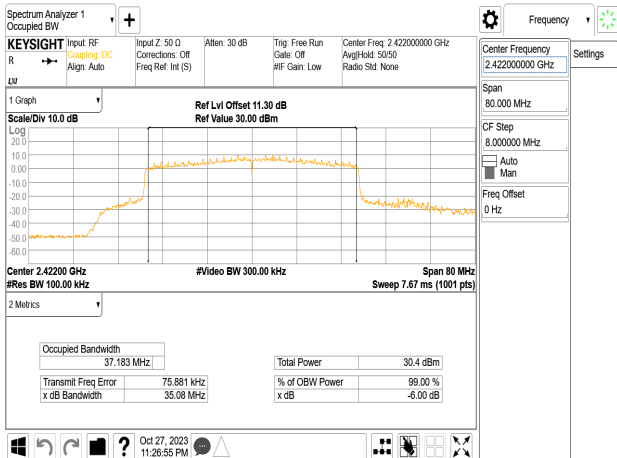 Spectrum Analyzer 1
Occupied BW
+
Frequency
KEYSIGHT
R
Input: RF
Coupling: DC
Align: Auto
Input Z: 50 Ω
Corrections: Off
Freq Ref: Int (S)
Atten: 30 dB
Trig: Free Run
Gate: Off
#IF Gain: Low
Center Freq: 2.422000000 GHz
Avg|Hold: 50/50
Radio Std: None
Center Frequency
2.422000000 GHz
Settings
Span
80.000 MHz
CF Step
8.000000 MHz
Auto
Man
Freq Offset
0 Hz
1 Graph
Scale/Div 10.0 dB
Ref Lvl Offset 11.30 dB
Ref Value 30.00 dBm
Log
20.0
10.0
0.00
-10.0
-20.0
-30.0
-40.0
-50.0
-60.0
Center 2.42200 GHz
#Video BW 300.00 kHz
Span 80 MHz
#Res BW 100.00 kHz
Sweep 7.67 ms (1001 pts)
2 Metrics
Occupied Bandwidth
37.183 MHz
Total Power 30.4 dBm
Transmit Freq Error 75.881 kHz
% of OBW Power 99.00 %
x dB Bandwidth 35.08 MHz
x dB -6.00 dB
?
Oct 27, 2023
11:26:55 PM